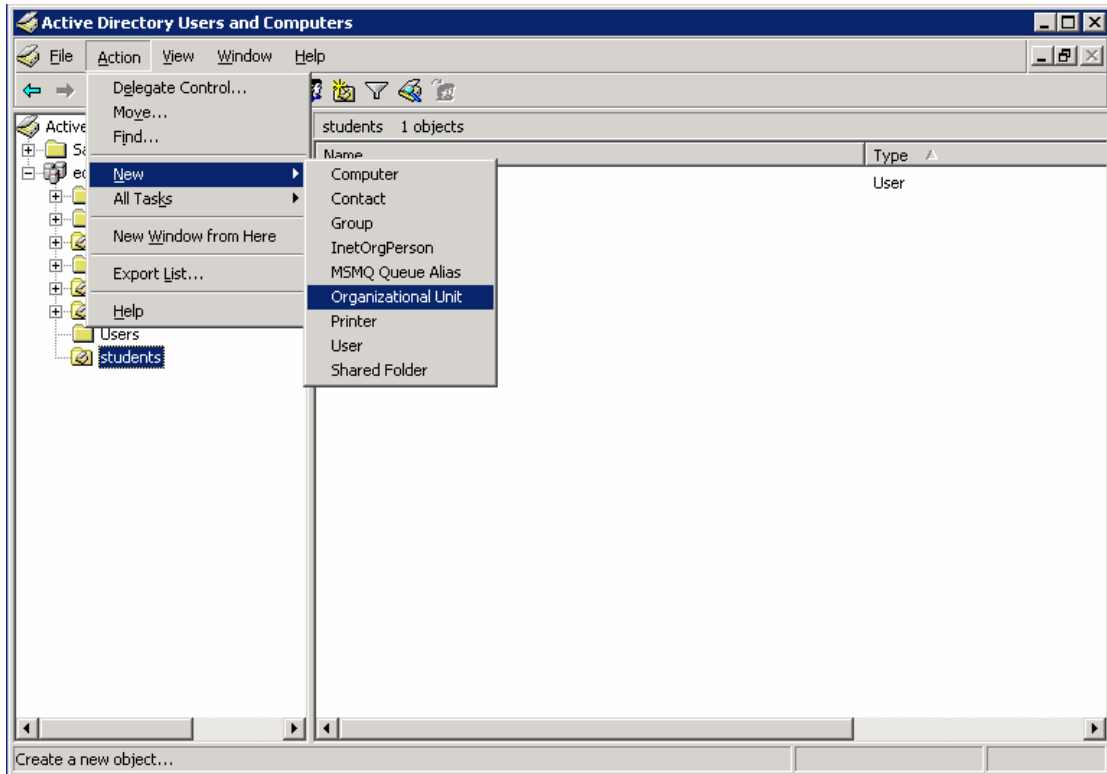 Active Directory Users and Computers
File Action View Window Help
Delegate Control...
Move...
Find...
New
All Tasks
New Window from Here
Export List...
Help
Active
students 1 objects
Name Type
User
Computer
Contact
Group
InetOrgPerson
MSMQ Queue Alias
Organizational Unit
Printer
User
Shared Folder
Users
students
Create a new object...